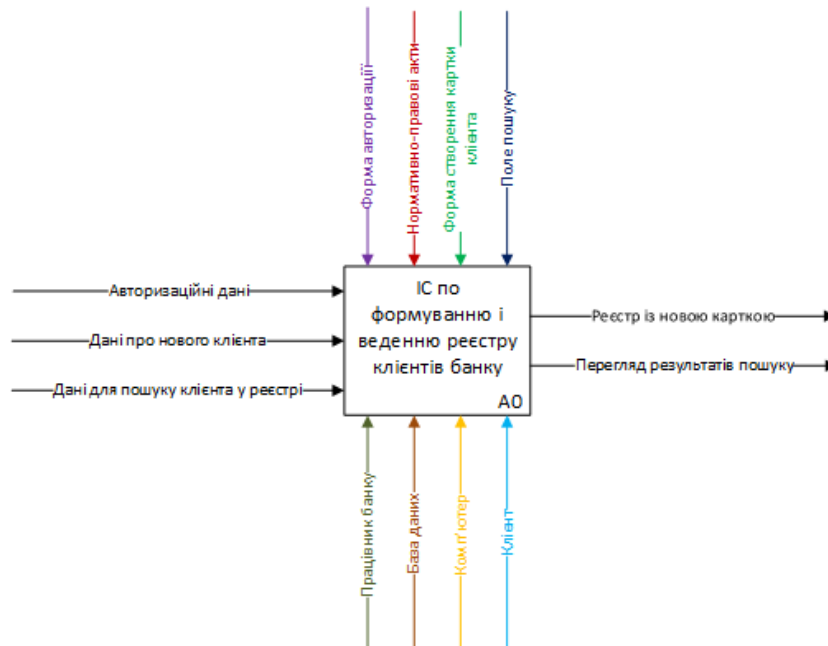 Форма авторизації
Нормативно-правові акти
Форма створення картки
клієнта
Поле пошуку
Авторизаційні дані
Дані про нового клієнта
Дані для пошуку клієнта у реєстрі
ІС по
формуванню і
веденню реєстру
клієнтів банку
А0
Реєстр із новою карткою
Перегляд результатів пошуку
Працівник банку
База даних
Комп'ютер
Клієнт